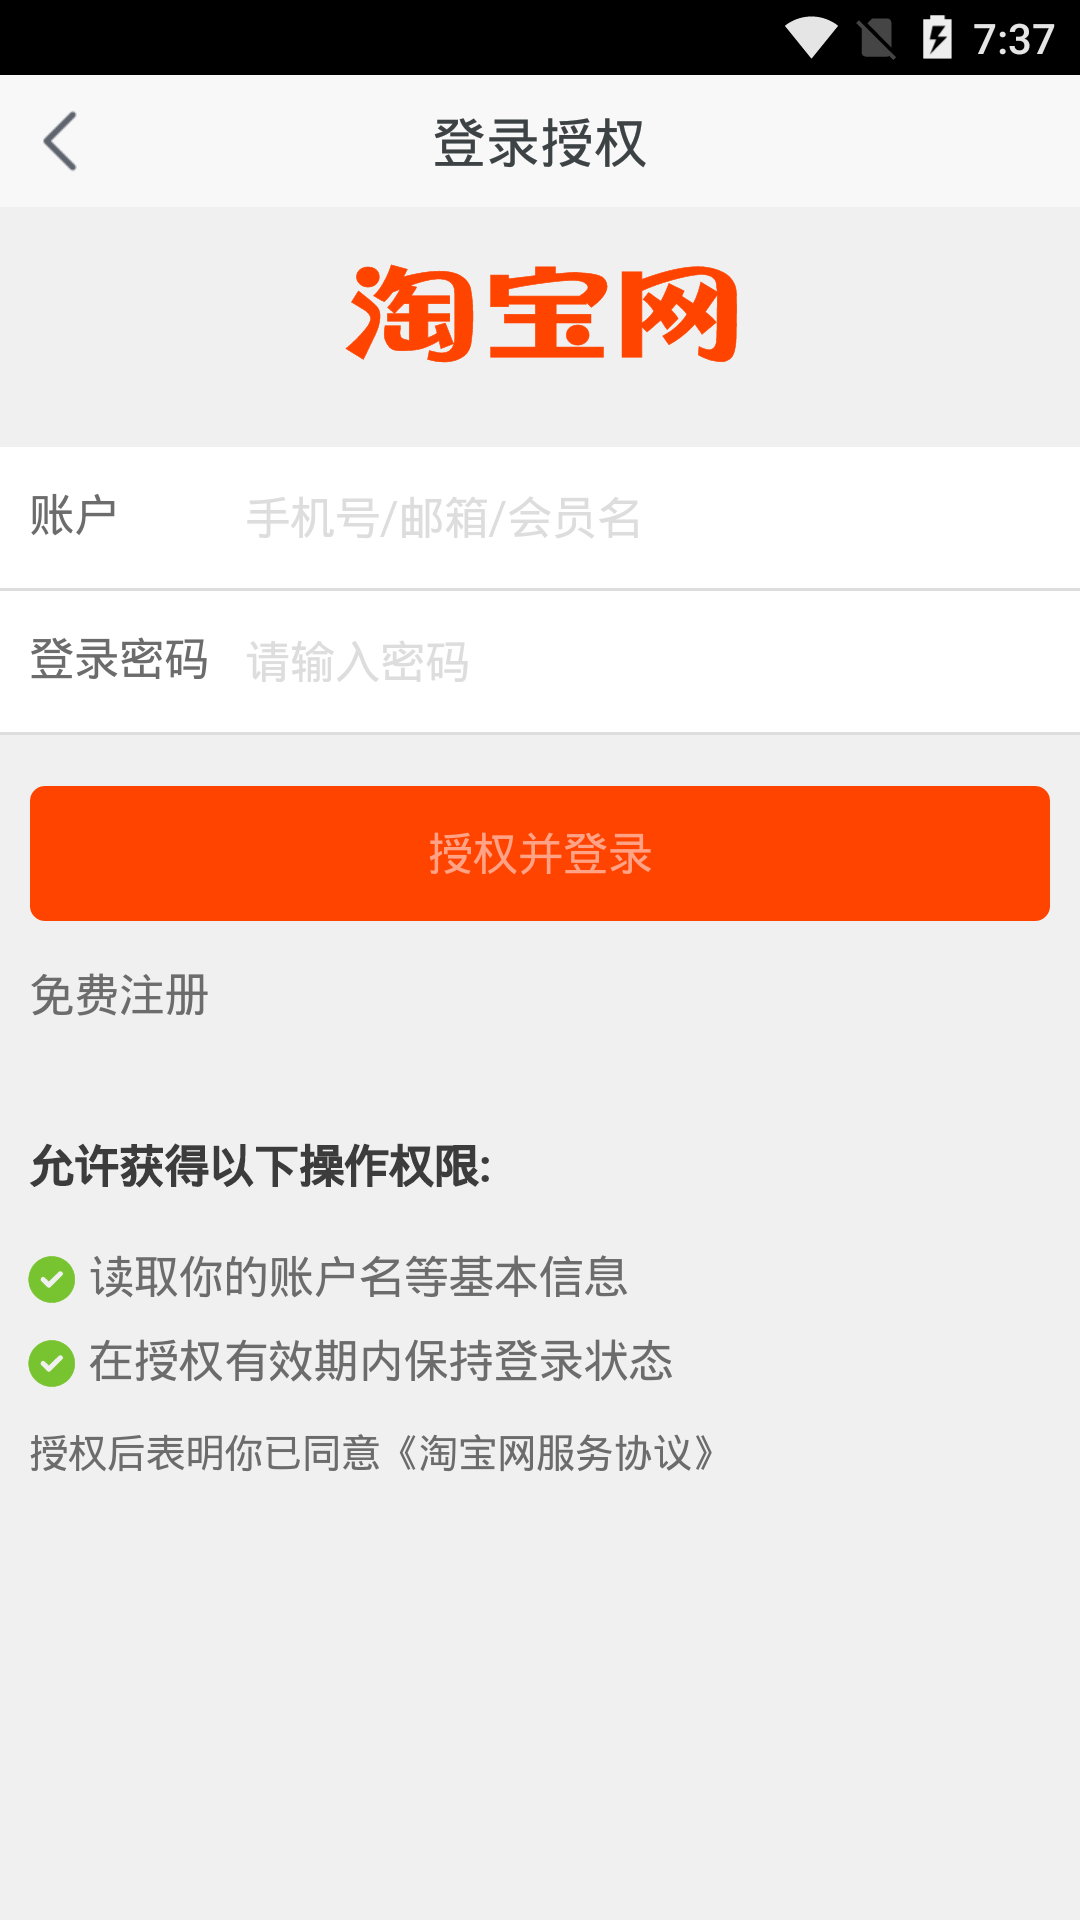 7:37
登录授权
淘宝网
账户 手机号/邮箱/会员名
登录密码 请输入密码
授权并登录
免费注册
允许获得以下操作权限:
读取你的账户名等基本信息
在授权有效期内保持登录状态
授权后表明你已同意《淘宝网服务协议》